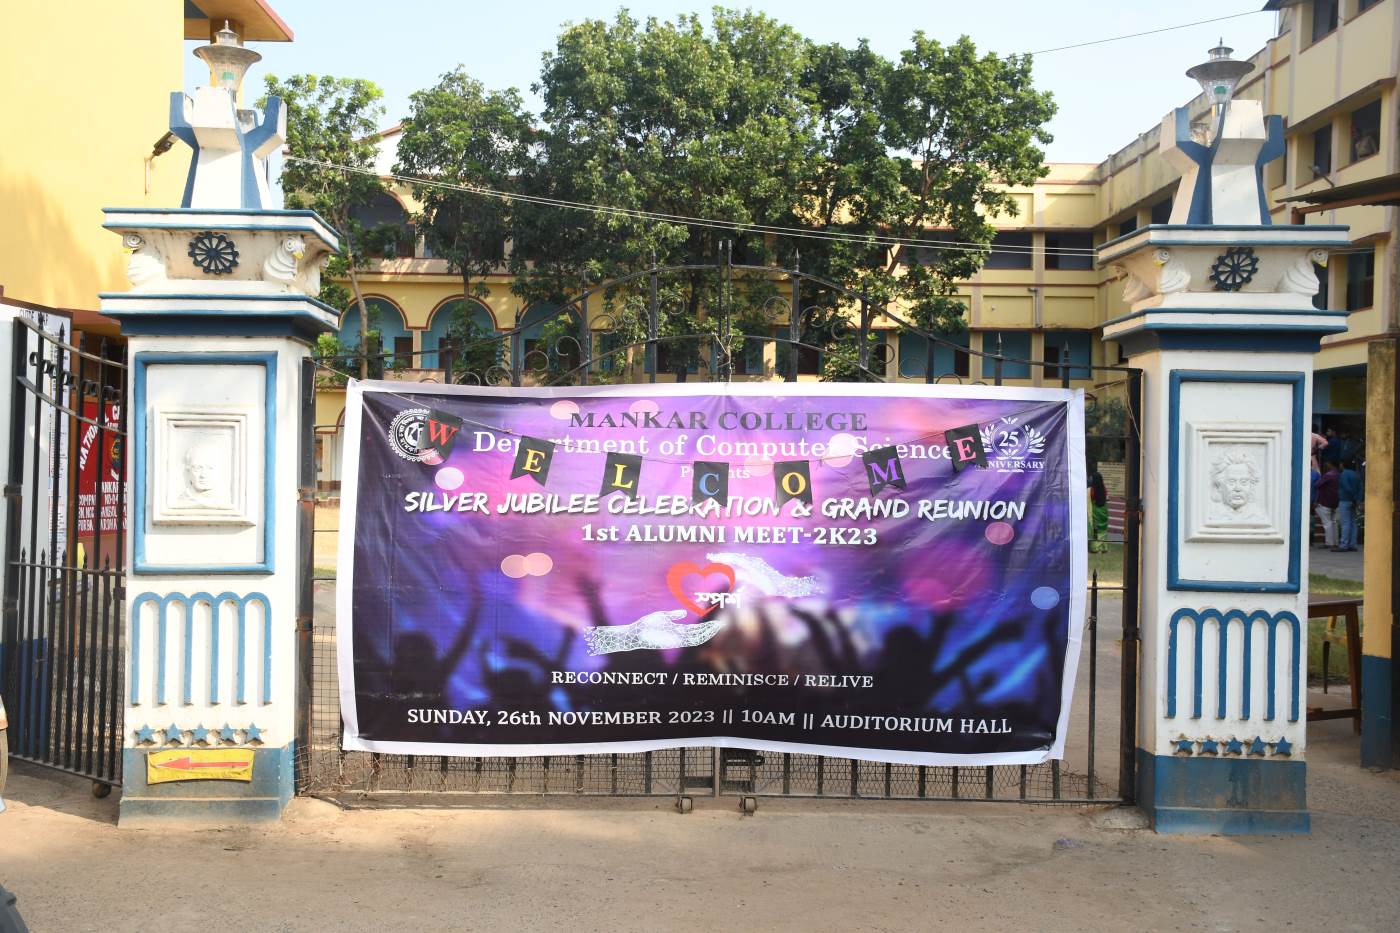 MANKAR COLLEGE
Department of Computer Science
Presents
WELCOME
25
ANNIVERSARY
SILVER JUBILEE CELEBRATION & GRAND REUNION
1st ALUMNI MEET-2K23
স্পর্শ
RECONNECT / REMINISCE / RELIVE
SUNDAY, 26th NOVEMBER 2023 || 10AM || AUDITORIUM HALL